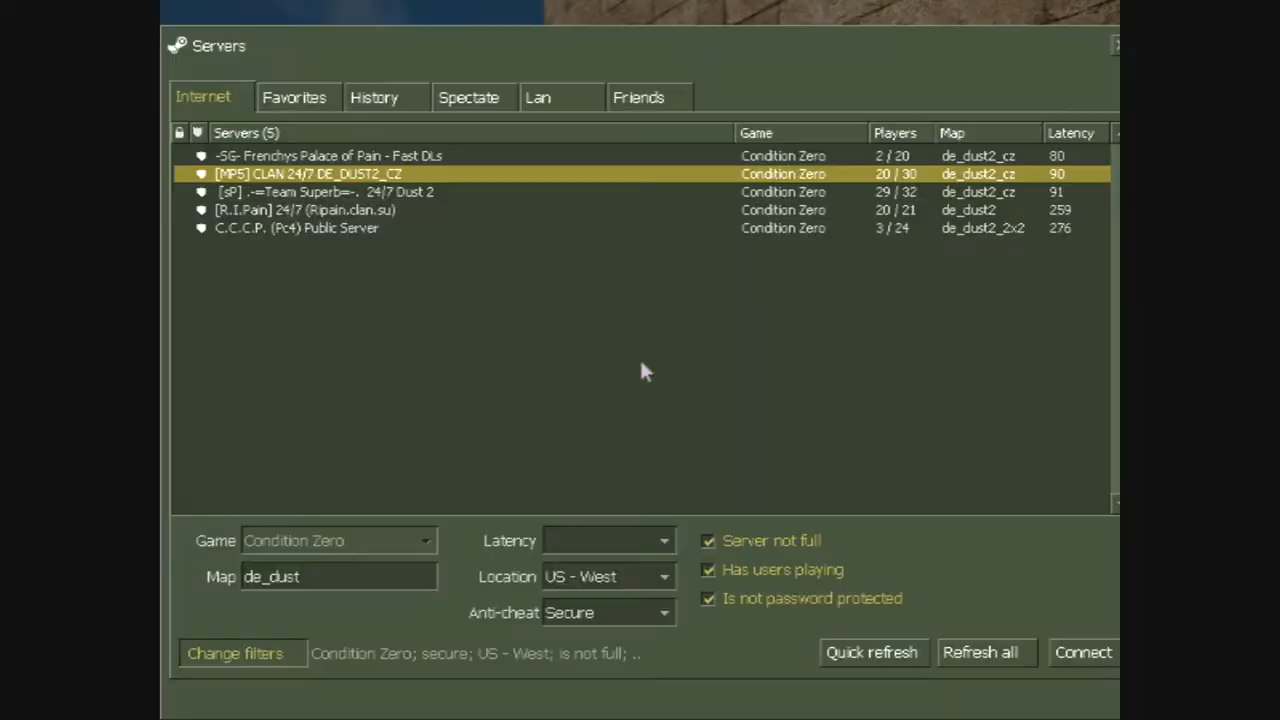 Servers
Internet Favorites History Spectate Lan Friends
Servers (5) Game Players Map Latency
-SG- Frenchys Palace of Pain - Fast DLs Condition Zero 2 / 20 de_dust2_cz 80
[MP5] CLAN 24/7 DE_DUST2_CZ Condition Zero 20 / 30 de_dust2_cz 90
[sP] .-=Team Superb=-. 24/7 Dust 2 Condition Zero 29 / 32 de_dust2_cz 91
[R.I.Pain] 24/7 (Ripain.clan.su) Condition Zero 20 / 21 de_dust2 259
C.C.C.P. (Pc4) Public Server Condition Zero 3 / 24 de_dust2_2x2 276
Game Condition Zero Latency Server not full
Map de_dust Location US - West Has users playing
Anti-cheat Secure Is not password protected
Change filters Condition Zero; secure; US - West; is not full; .. Quick refresh Refresh all Connect